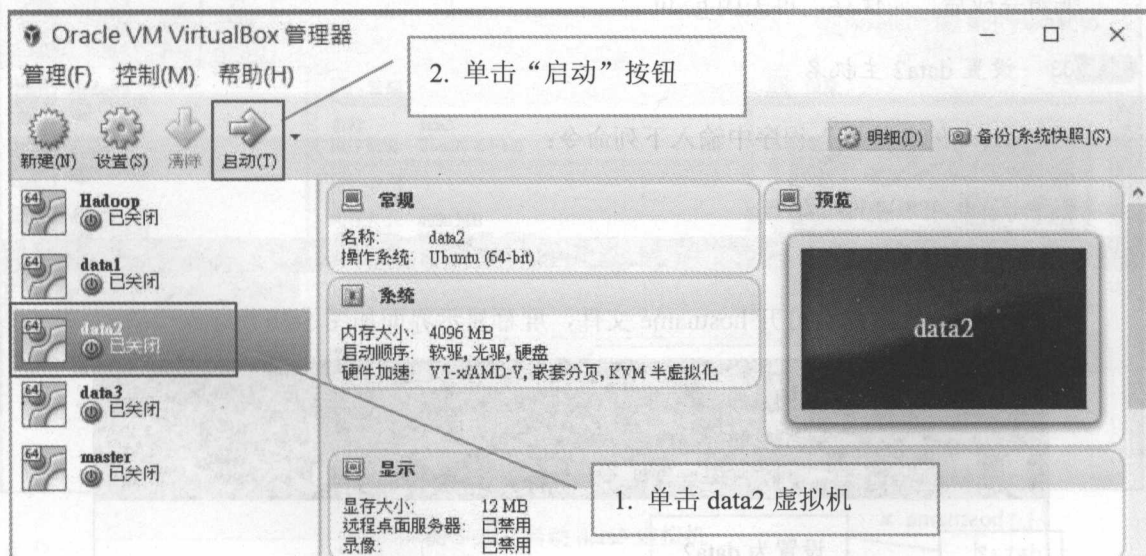 Oracle VM VirtualBox 管理器
管理(F) 控制(M) 帮助(H)
2. 单击“启动”按钮
新建(N) 设置(S) 清除 启动(T)
明细(D) 备份[系统快照](S)
Hadoop
已关闭
data1
已关闭
data2
已关闭
data3
已关闭
master
已关闭
常规
名称: data2
操作系统: Ubuntu (64-bit)
系统
内存大小: 4096 MB
启动顺序: 软驱, 光驱, 硬盘
硬件加速: VT-x/AMD-V, 嵌套分页, KVM 半虚拟化
预览
data2
显示
显存大小: 12 MB
远程桌面服务器: 已禁用
录像: 已禁用
1. 单击 data2 虚拟机